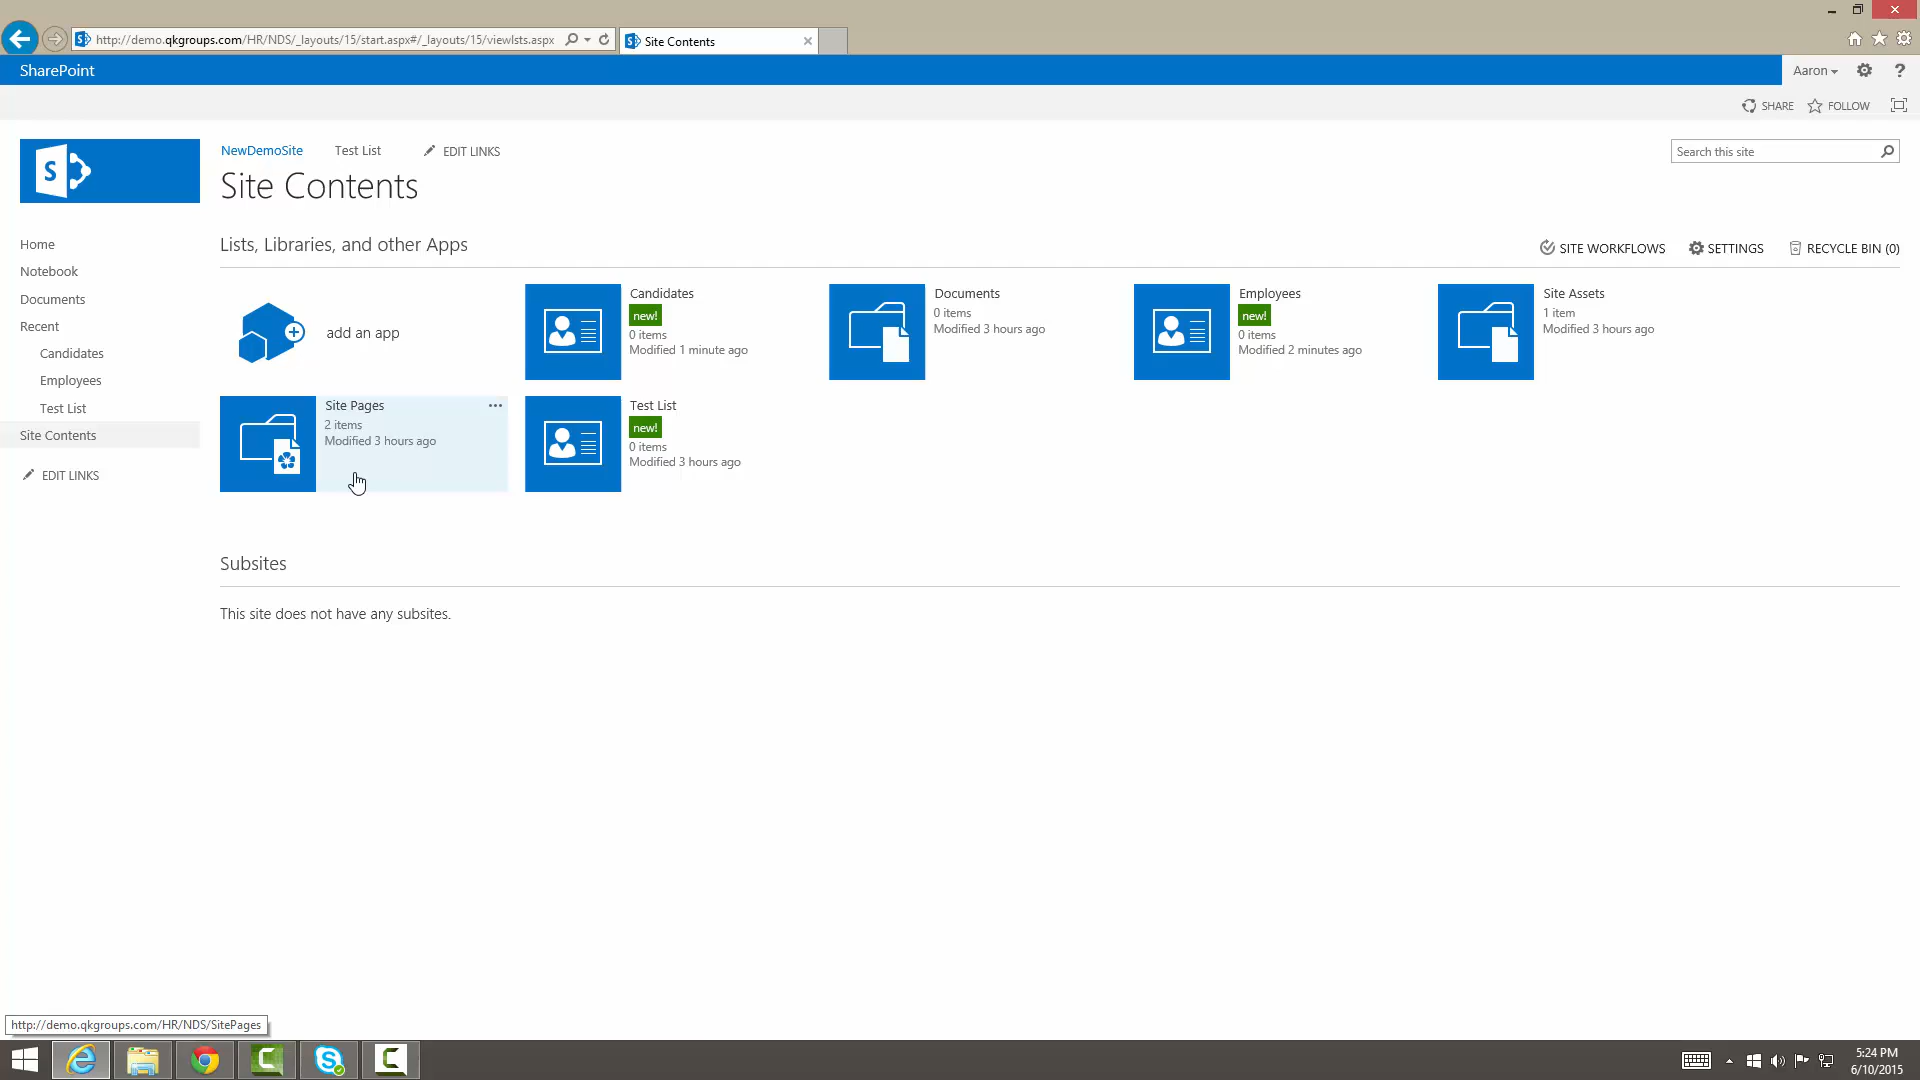 http://demo.qkgroups.com/HR/NDS/_layouts/15/start.aspx#/_layouts/15/viewlsts.aspx
Site Contents
SharePoint
Aaron
?
SHARE
FOLLOW
S
NewDemoSite
Test List
EDIT LINKS
Search this site
Site Contents
Home
Notebook
Documents
Recent
Candidates
Employees
Test List
Site Contents
EDIT LINKS
Lists, Libraries, and other Apps
SITE WORKFLOWS
SETTINGS
RECYCLE BIN (0)
add an app
Candidates
new!
0 items
Modified 1 minute ago
Documents
0 items
Modified 3 hours ago
Employees
new!
0 items
Modified 2 minutes ago
Site Assets
1 item
Modified 3 hours ago
Site Pages
2 items
Modified 3 hours ago
Test List
new!
0 items
Modified 3 hours ago
Subsites
This site does not have any subsites.
http://demo.qkgroups.com/HR/NDS/SitePages
5:24 PM
6/10/2015